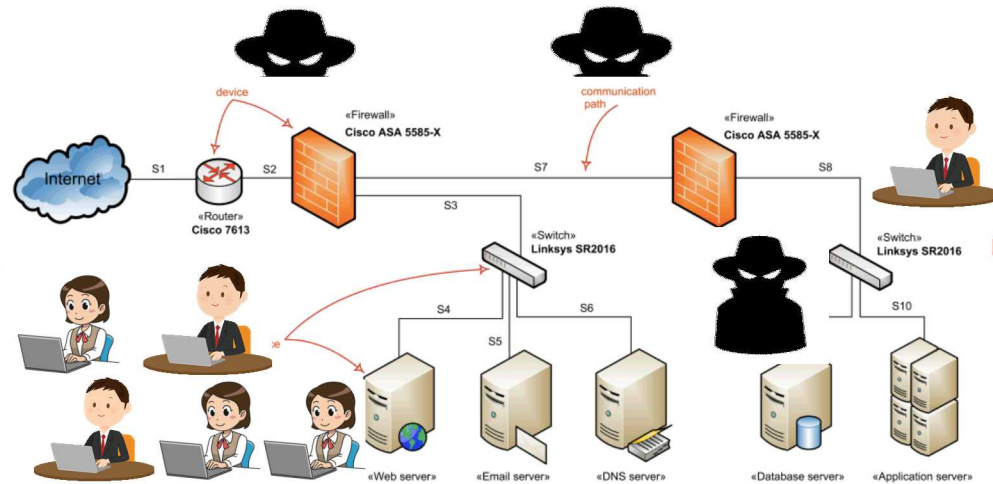 device
communication
path
«Firewall»
Cisco ASA 5585-X
«Firewall»
Cisco ASA 5585-X
Internet
S1
S2
S7
S8
S3
«Router»
Cisco 7613
«Switch»
Linksys SR2016
«Switch»
Linksys SR2016
S4
S5
S6
S10
«Web server»
«Email server»
«DNS server»
«Database server»
«Application server»